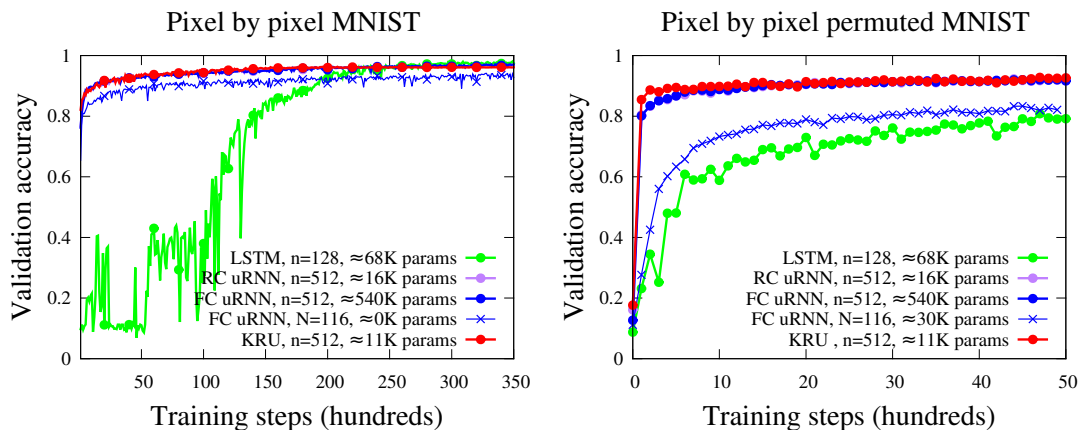 Pixel by pixel MNIST
1
0.8
0.6
0.4
0.2
0
Validation accuracy
LSTM, n=128, ≈68K params
RC uRNN, n=512, ≈16K params
FC uRNN, n=512, ≈540K params
FC uRNN, N=116, ≈0K params
KRU, n=512, ≈11K params
50 100 150 200 250 300 350
Training steps (hundreds)
Pixel by pixel permuted MNIST
1
0.8
0.6
0.4
0.2
0
Validation accuracy
LSTM, n=128, ≈68K params
RC uRNN, n=512, ≈16K params
FC uRNN, n=512, ≈540K params
FC uRNN, N=116, ≈30K params
KRU , n=512, ≈11K params
0 10 20 30 40 50
Training steps (hundreds)